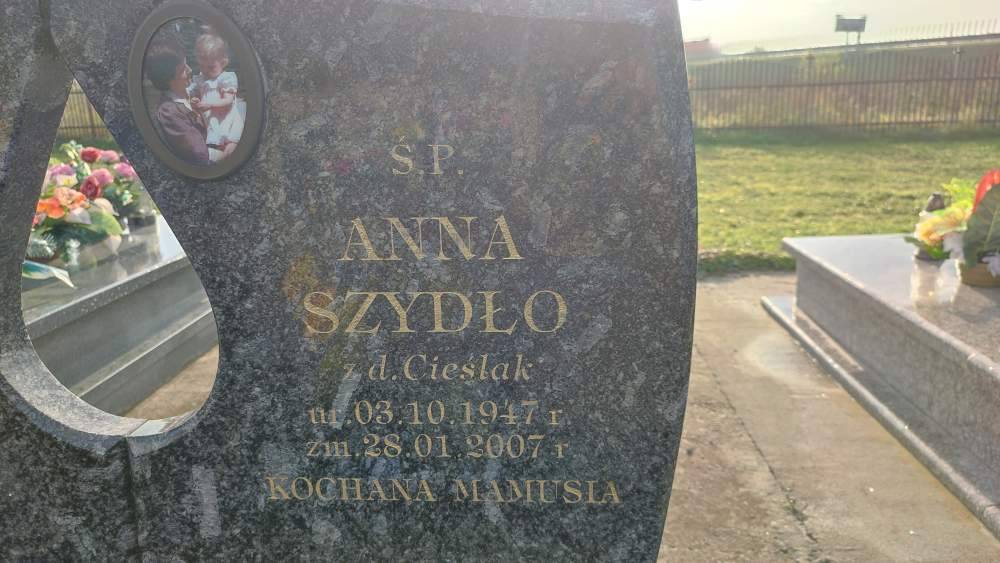 Ś.P.
ANNA
SZYDŁO
z d. Cieślak
ur. 03.10.1947 r
zm. 28.01.2007 r
KOCHANA MAMUSIA